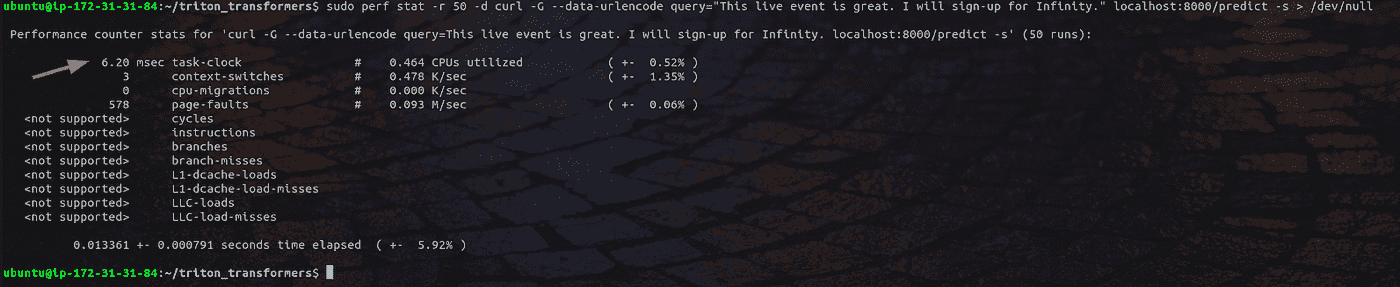 ubuntu@ip-172-31-31-84:~/triton_transformers$ sudo perf stat -r 50 -d curl -G --data-urlencode query="This live event is great. I will sign-up for Infinity." localhost:8000/predict -s > /dev/null
Performance counter stats for 'curl -G --data-urlencode query=This live event is great. I will sign-up for Infinity. localhost:8000/predict -s' (50 runs):
6.20 msec task-clock # 0.464 CPUs utilized ( +- 0.52% )
3 context-switches # 0.478 K/sec ( +- 1.35% )
0 cpu-migrations # 0.000 K/sec
578 page-faults # 0.093 M/sec ( +- 0.06% )
<not supported> cycles
<not supported> instructions
<not supported> branches
<not supported> branch-misses
<not supported> L1-dcache-loads
<not supported> L1-dcache-load-misses
<not supported> LLC-loads
<not supported> LLC-load-misses
0.013361 +- 0.000791 seconds time elapsed ( +- 5.92% )
ubuntu@ip-172-31-31-84:~/triton_transformers$